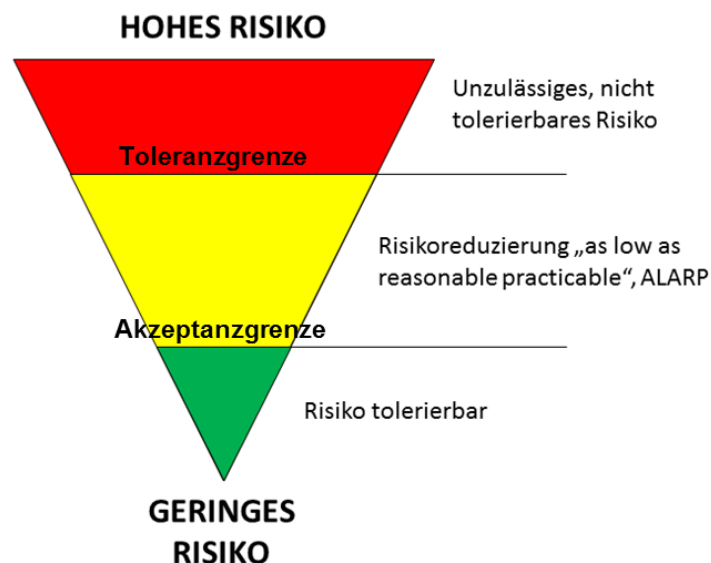 HOHES RISIKO
Unzulässiges, nicht
tolerierbares Risiko
Toleranzgrenze
Risikoreduzierung „as low as
reasonable practicable“, ALARP
Akzeptanzgrenze
Risiko tolerierbar
GERINGES
RISIKO